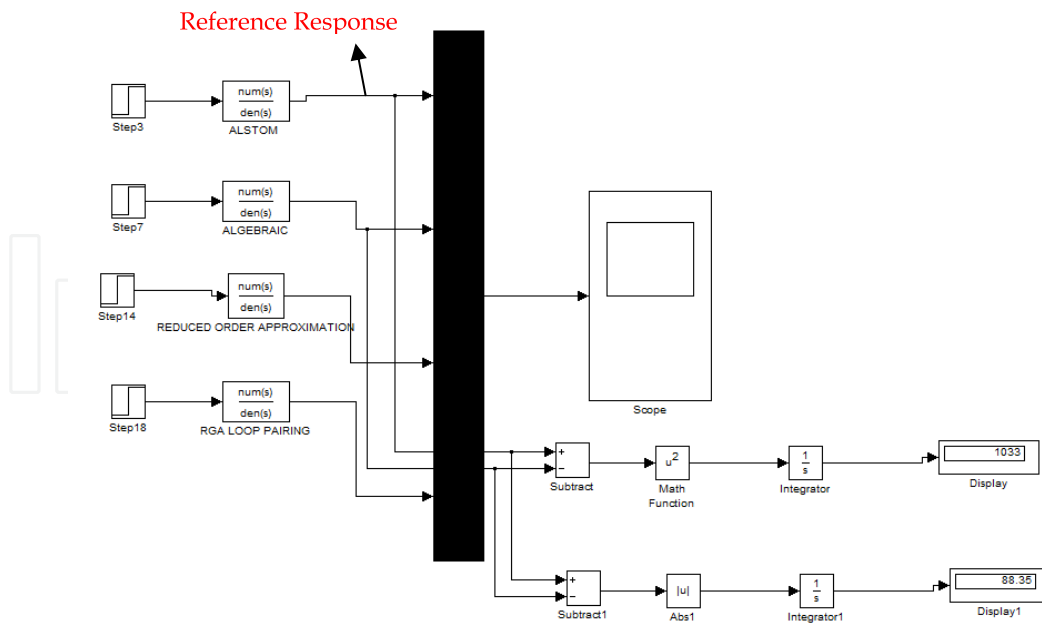 Reference Response
num(s)
den(s)
Step3
ALSTOM
num(s)
den(s)
Step7
ALGEBRAIC
num(s)
den(s)
Step14
REDUCED ORDER APPROXIMATION
num(s)
den(s)
Step18
RGA LOOP PAIRING
Scope
+
−
Subtract
u²
Math
Function
1
s
Integrator
1033
Display
+
−
Subtract1
|u|
Abs1
1
s
Integrator1
88.35
Display1